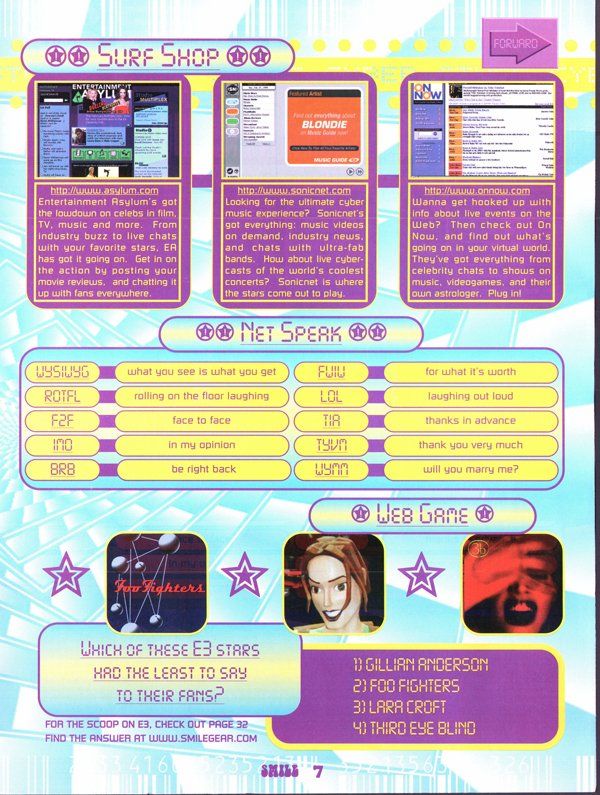 FORWARD
SURF SHOP
ENTERTAINMENT
ASYLUM
Featured Artist
Find out everything about
BLONDIE
on Music Guide now!
MUSIC GUIDE
ON
NOW
http://www.asylum.com
Entertainment Asylum's got
the lowdown on celebs in film,
TV, music and more. From
industry buzz to live chats
with your favorite stars, EA
has got it going on. Get in on
the action by posting your
movie reviews, and chatting it
up with fans everywhere.
http://www.sonicnet.com
Looking for the ultimate cyber
music experience? Sonicnet's
got everything: music videos
on demand, industry news,
and chats with ultra-fab
bands. How about live cyber-
casts of the world's coolest
concerts? Sonicnet is where
the stars come out to play.
http://www.onnow.com
Wanna get hooked up with
info about live events on the
Web? Then check out On
Now, and find out what's
going on in your virtual world.
They've got everything from
celebrity chats to shows on
music, videogames, and their
own astrologer. Plug in!
NET SPEAK
WYSIWYG what you see is what you get
FWIW for what it's worth
ROTFL rolling on the floor laughing
LOL laughing out loud
F2F face to face
TIA thanks in advance
IMO in my opinion
TYVM thank you very much
BRB be right back
WYMM will you marry me?
WEB GAME
Foo Fighters
3eb
WHICH OF THESE E3 STARS
HAD THE LEAST TO SAY
TO THEIR FANS?
1) GILLIAN ANDERSON
2) FOO FIGHTERS
3) LARA CROFT
4) THIRD EYE BLIND
FOR THE SCOOP ON E3, CHECK OUT PAGE 32
FIND THE ANSWER AT WWW.SMILEGEAR.COM
SMILE 7